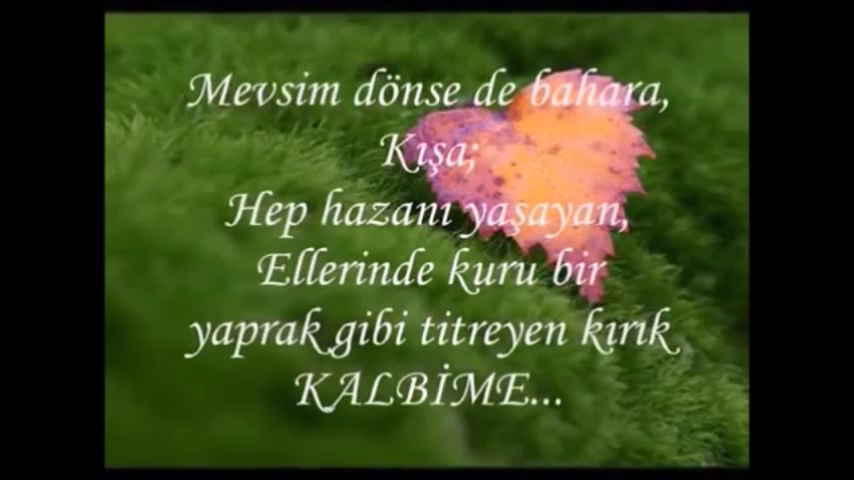 Mevsim dönse de bahara,
Kışa;
Hep hazanı yaşayan,
Ellerinde kuru bir
yaprak gibi titreyen kırık
KALBİME...